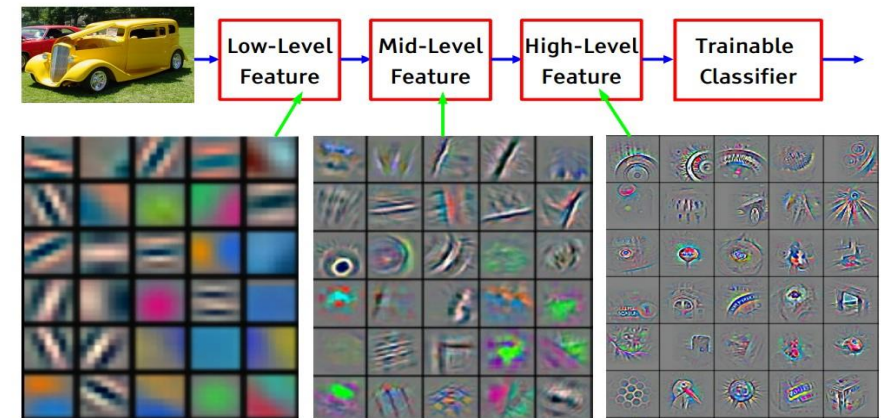 Low-Level
Feature
Mid-Level
Feature
High-Level
Feature
Trainable
Classifier